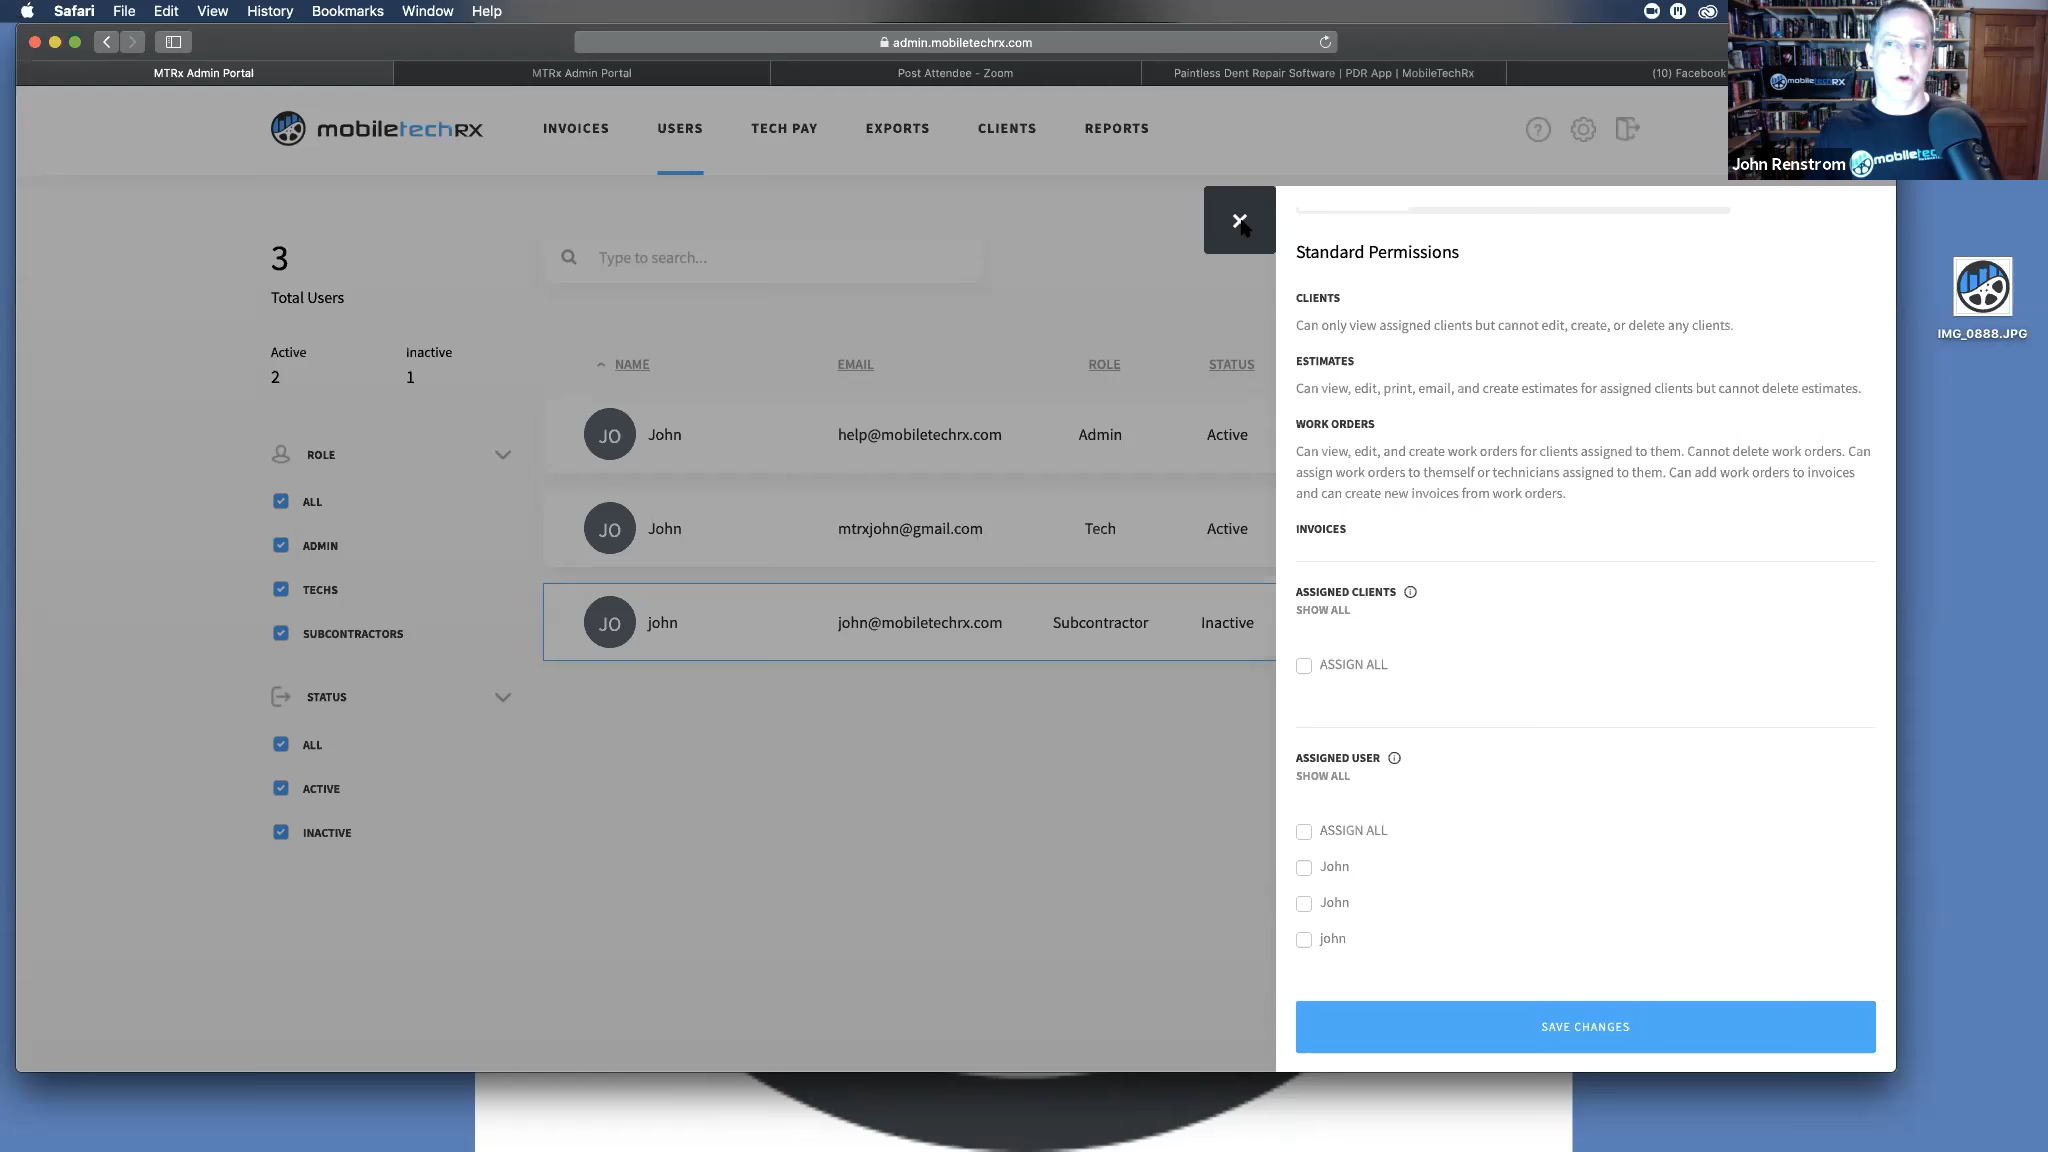 Safari File Edit View History Bookmarks Window Help
admin.mobiletechrx.com
MTRx Admin Portal
MTRx Admin Portal
Post Attendee - Zoom
Paintless Dent Repair Software | PDR App | MobileTechRx
(10) Facebook
mobiletechRX
INVOICES
USERS
TECH PAY
EXPORTS
CLIENTS
REPORTS
?
mobiletechRX
John Renstrom
mobiletec
IMG_0888.JPG
3
Total Users
Active
Inactive
2
1
ROLE
ALL
ADMIN
TECHS
SUBCONTRACTORS
STATUS
ALL
ACTIVE
INACTIVE
Type to search...
NAME EMAIL ROLE STATUS
JO John help@mobiletechrx.com Admin Active
JO John mtrxjohn@gmail.com Tech Active
JO john john@mobiletechrx.com Subcontractor Inactive
Standard Permissions
CLIENTS
Can only view assigned clients but cannot edit, create, or delete any clients.
ESTIMATES
Can view, edit, print, email, and create estimates for assigned clients but cannot delete estimates.
WORK ORDERS
Can view, edit, and create work orders for clients assigned to them. Cannot delete work orders. Can
assign work orders to themself or technicians assigned to them. Can add work orders to invoices
and can create new invoices from work orders.
INVOICES
ASSIGNED CLIENTS
SHOW ALL
ASSIGN ALL
ASSIGNED USER
SHOW ALL
ASSIGN ALL
John
John
john
SAVE CHANGES